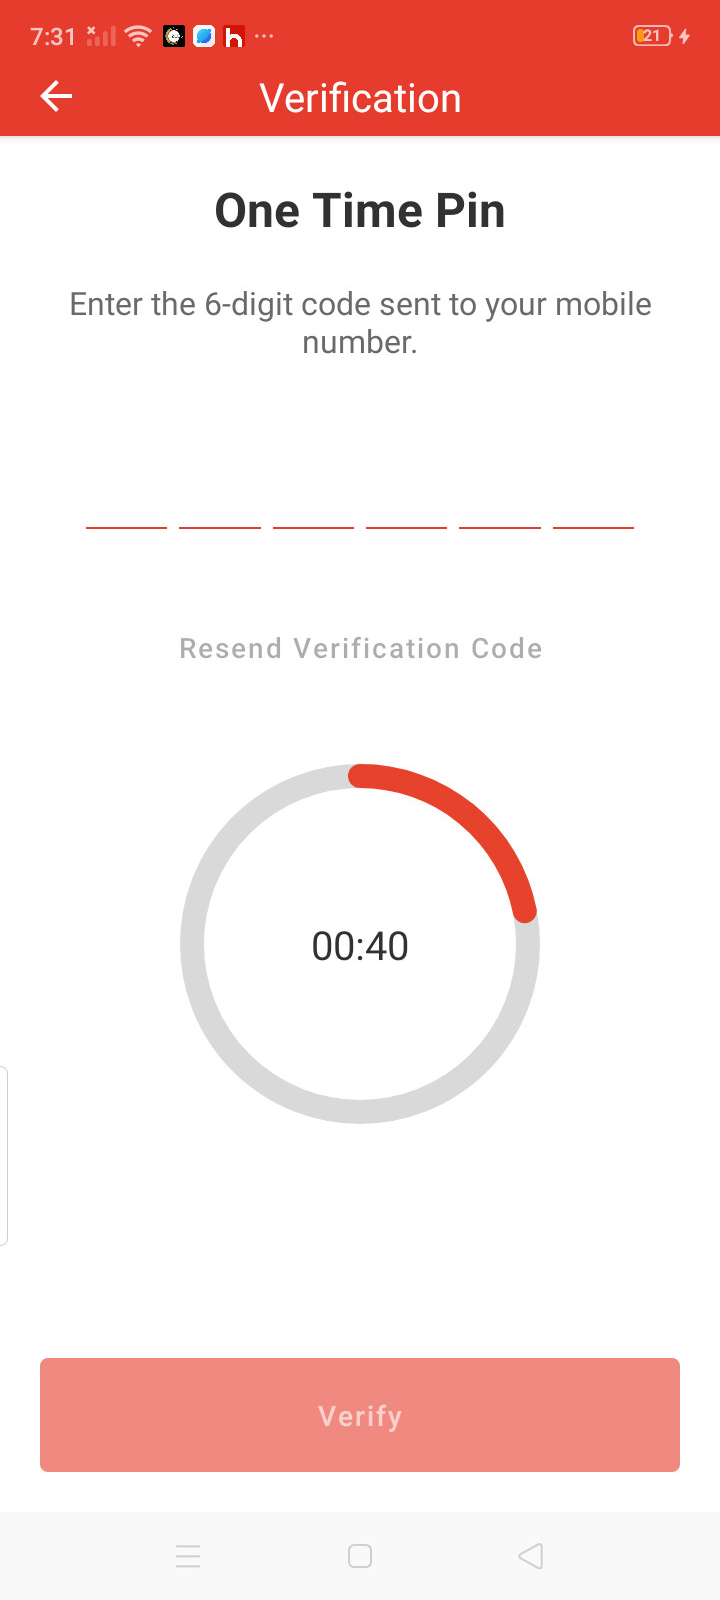 7:31
21
Verification
One Time Pin
Enter the 6-digit code sent to your mobile
number.
Resend Verification Code
00:40
Verify